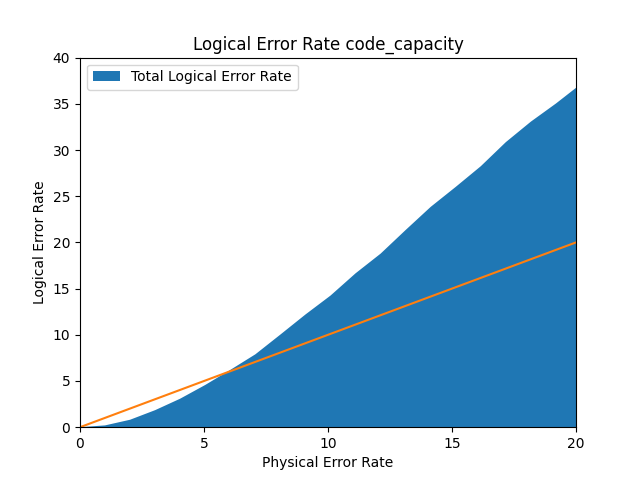 Logical Error Rate code_capacity
Total Logical Error Rate
40
35
30
25
20
15
10
5
0
Logical Error Rate
0 5 10 15 20
Physical Error Rate